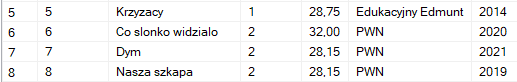 5 5 Krzyzacy 1 28,75 Edukacyjny Edmunt 2014
6 6 Co slonko widzialo 2 32,00 PWN 2020
7 7 Dym 2 28,15 PWN 2021
8 8 Nasza szkapa 2 28,15 PWN 2019